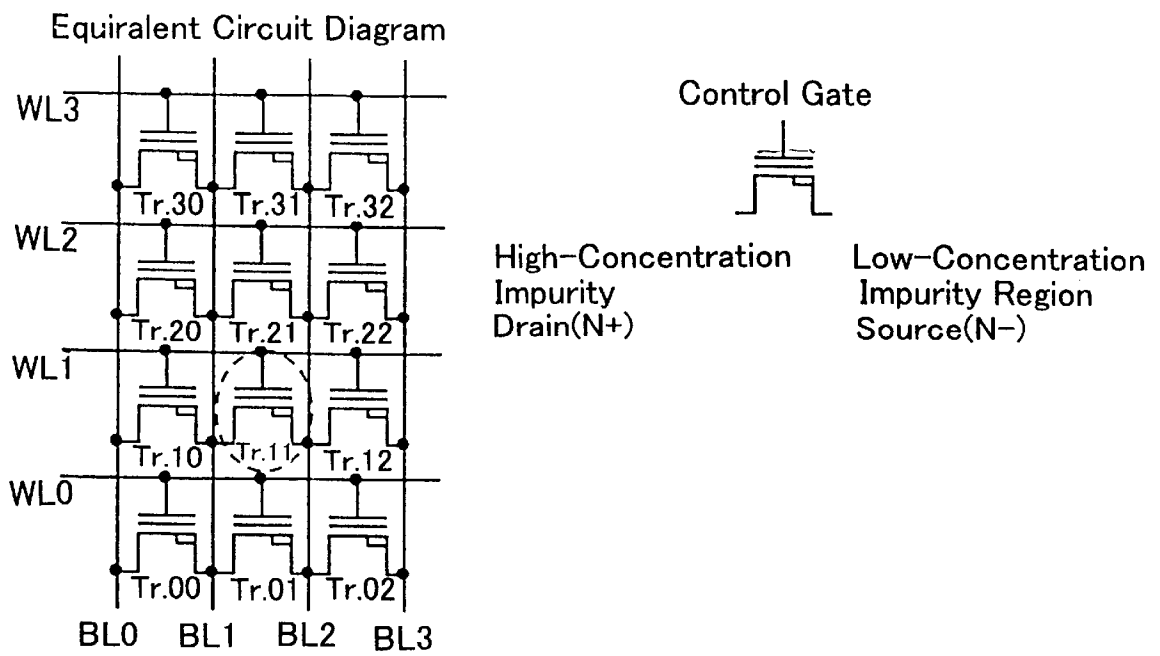 Equiralent Circuit Diagram
WL3
Tr.30 Tr.31 Tr.32
WL2
Tr.20 Tr.21 Tr.22
WL1
Tr.10 Tr.11 Tr.12
WL0
Tr.00 Tr.01 Tr.02
BL0 BL1 BL2 BL3
Control Gate
High-Concentration
Impurity
Drain(N+)
Low-Concentration
Impurity Region
Source(N-)